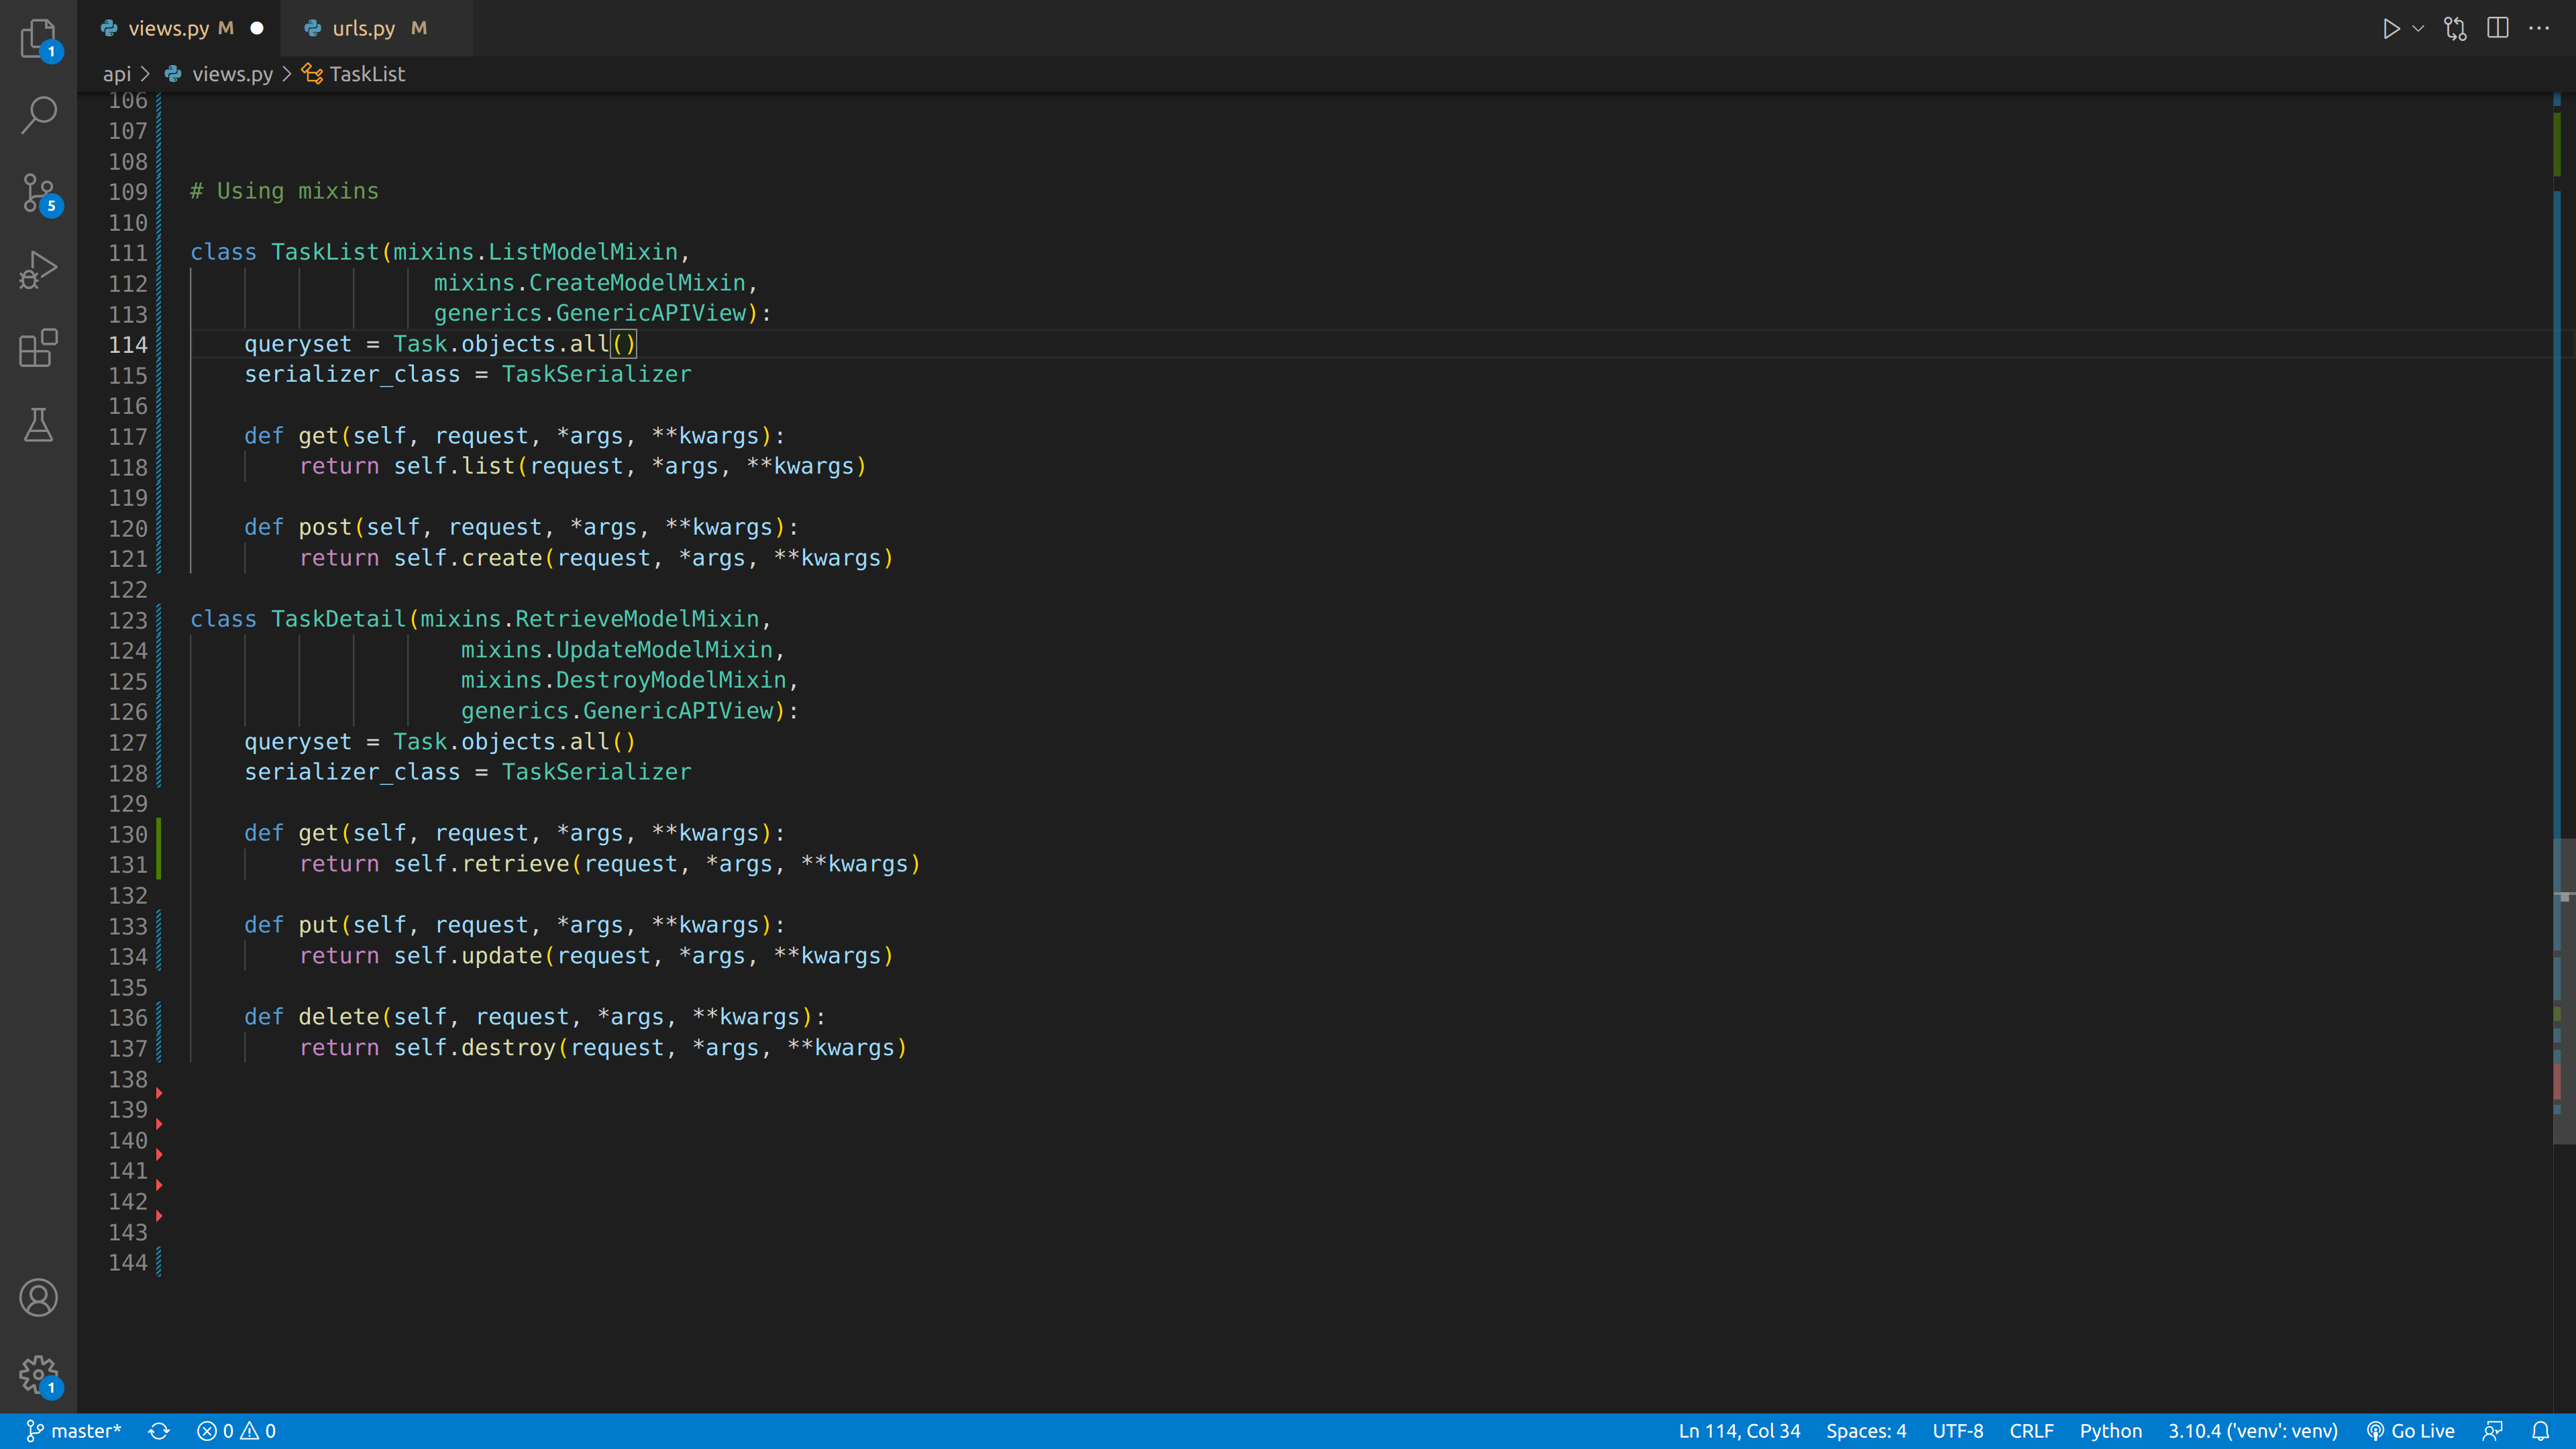 views.py M urls.py M
api > views.py > TaskList
1
5
106
107
108
109 # Using mixins
110
111 class TaskList(mixins.ListModelMixin,
112 mixins.CreateModelMixin,
113 generics.GenericAPIView):
114 queryset = Task.objects.all()
115 serializer_class = TaskSerializer
116
117 def get(self, request, *args, **kwargs):
118 return self.list(request, *args, **kwargs)
119
120 def post(self, request, *args, **kwargs):
121 return self.create(request, *args, **kwargs)
122
123 class TaskDetail(mixins.RetrieveModelMixin,
124 mixins.UpdateModelMixin,
125 mixins.DestroyModelMixin,
126 generics.GenericAPIView):
127 queryset = Task.objects.all()
128 serializer_class = TaskSerializer
129
130 def get(self, request, *args, **kwargs):
131 return self.retrieve(request, *args, **kwargs)
132
133 def put(self, request, *args, **kwargs):
134 return self.update(request, *args, **kwargs)
135
136 def delete(self, request, *args, **kwargs):
137 return self.destroy(request, *args, **kwargs)
138
139
140
141
142
143
144
1
master* 0 0 Ln 114, Col 34 Spaces: 4 UTF-8 CRLF Python 3.10.4 ('venv': venv) Go Live